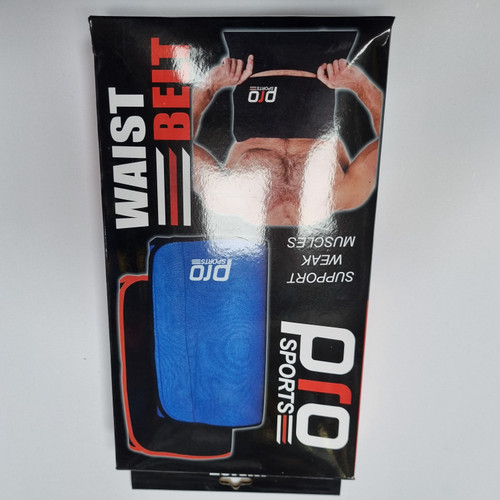 WAIST
BELT
pro
SPORTS
pro
SPORTS
SUPPORT
WEAK
MUSCLES
pro
SPORTS